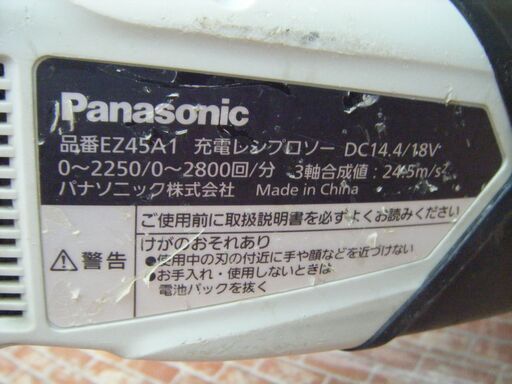 Panasonic
品番EZ45A1 充電レシプロソー DC14.4/18V
0～2250/0～2800回/分 3軸合成値：24.5m/s²
パナソニック株式会社 Made in China
ご使用前に取扱説明書を必ずよくお読みください
⚠警告
けがのおそれあり
●使用中の刃の付近に手や顔などを近づけない
●お手入れ・使用しないときは
電池パックを抜く